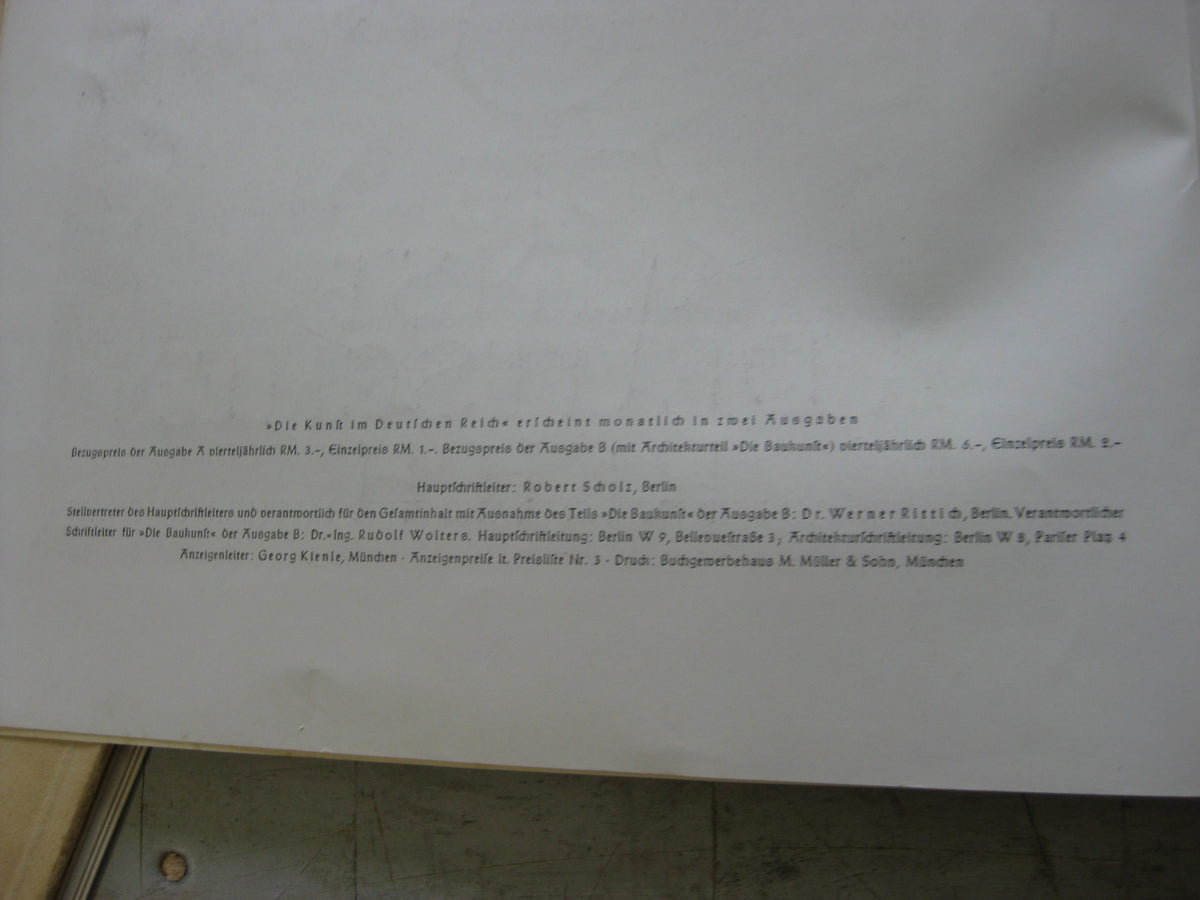 »Die Kunſt im Deutſchen Reich« erſcheint monatlich in zwei Ausgaben
Bezugspreis der Ausgabe A vierteljährlich RM. 3.–, Einzelpreis RM. 1.–. Bezugspreis der Ausgabe B (mit Architekturteil »Die Baukunſt«) vierteljährlich RM. 6.–, Einzelpreis RM. 2.–
Hauptſchriftleiter: Robert Scholz, Berlin
Stellvertreter des Hauptſchriftleiters und verantwortlich für den Geſamtinhalt mit Ausnahme des Teils »Die Baukunſt« der Ausgabe B: Dr. Werner Rittich, Berlin. Verantwortlicher
Schriftleiter für »Die Baukunſt« der Ausgabe B: Dr.-Ing. Rudolf Wolters. Hauptſchriftleitung: Berlin W 9, Bellevueſtraße 3; Architekturſchriftleitung: Berlin W 8, Pariſer Platz 4
Anzeigenleiter: Georg Kienle, München · Anzeigenpreiſe lt. Preisliſte Nr. 3 · Druck: Buchgewerbehaus M. Müller & Sohn, München